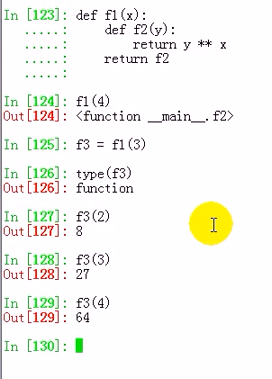 In [123]: def f1(x):
   .....:     def f2(y):
   .....:         return y ** x
   .....:     return f2
   .....:
In [124]: f1(4)
Out[124]: <function __main__.f2>
In [125]: f3 = f1(3)
In [126]: type(f3)
Out[126]: function
In [127]: f3(2)
Out[127]: 8
In [128]: f3(3)
Out[128]: 27
In [129]: f3(4)
Out[129]: 64
In [130]: